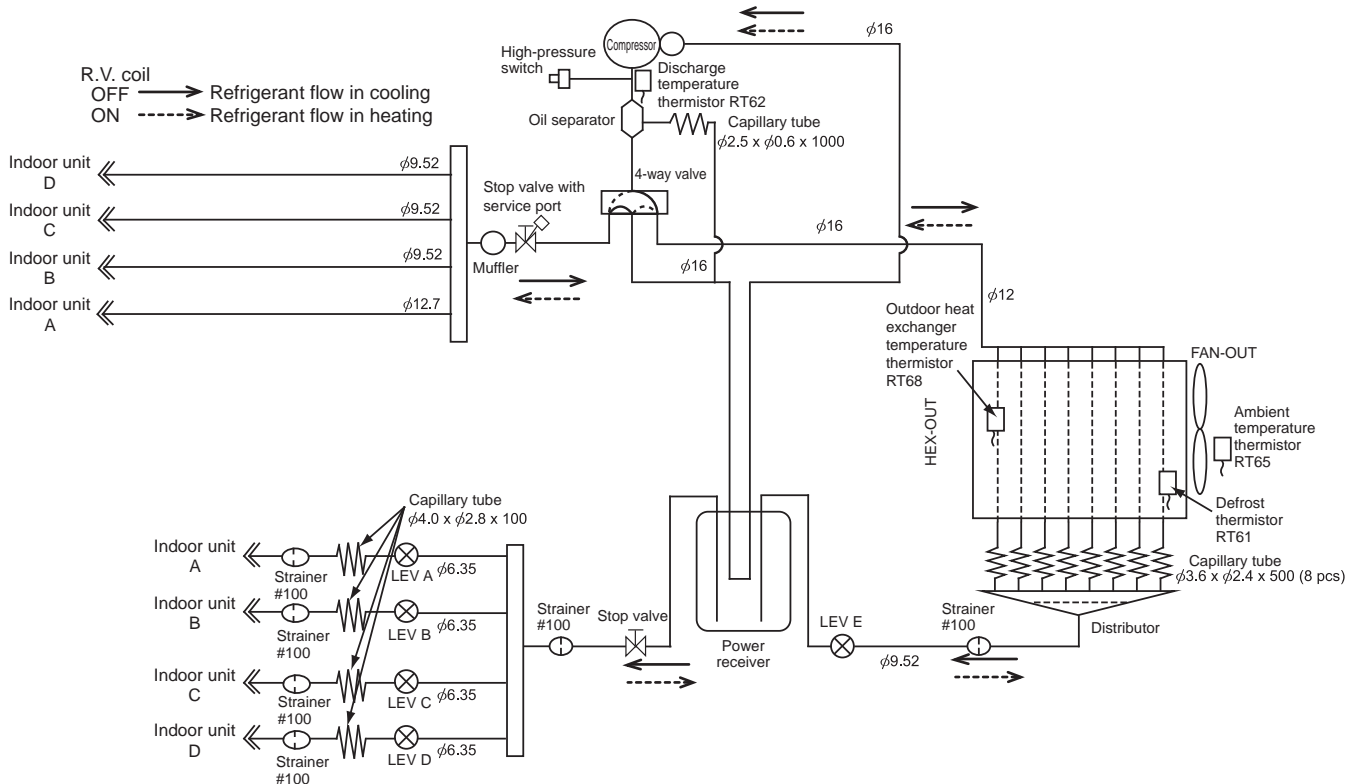 Compressor
ϕ16
High-pressure
switch
Discharge
temperature
thermistor RT62
R.V. coil
OFF Refrigerant flow in cooling
ON Refrigerant flow in heating
Oil separator
Capillary tube
ϕ2.5 x ϕ0.6 x 1000
4-way valve
Indoor unit
D
ϕ9.52
Stop valve with
service port
Indoor unit
C
ϕ9.52
ϕ16
Indoor unit
B
ϕ9.52
Muffler
ϕ16
Indoor unit
A
ϕ12.7
ϕ12
Outdoor heat
exchanger
temperature
thermistor
RT68
FAN-OUT
HEX-OUT
Ambient
temperature
thermistor
RT65
Defrost
thermistor
RT61
Capillary tube
ϕ3.6 x ϕ2.4 x 500 (8 pcs)
Distributor
Capillary tube
ϕ4.0 x ϕ2.8 x 100
Indoor unit
A
Strainer
#100
LEV A
ϕ6.35
Indoor unit
B
Strainer
#100
LEV B
ϕ6.35
Strainer
#100
Stop valve
Power
receiver
LEV E
ϕ9.52
Strainer
#100
Indoor unit
C
Strainer
#100
LEV C
ϕ6.35
Indoor unit
D
Strainer
#100
LEV D
ϕ6.35